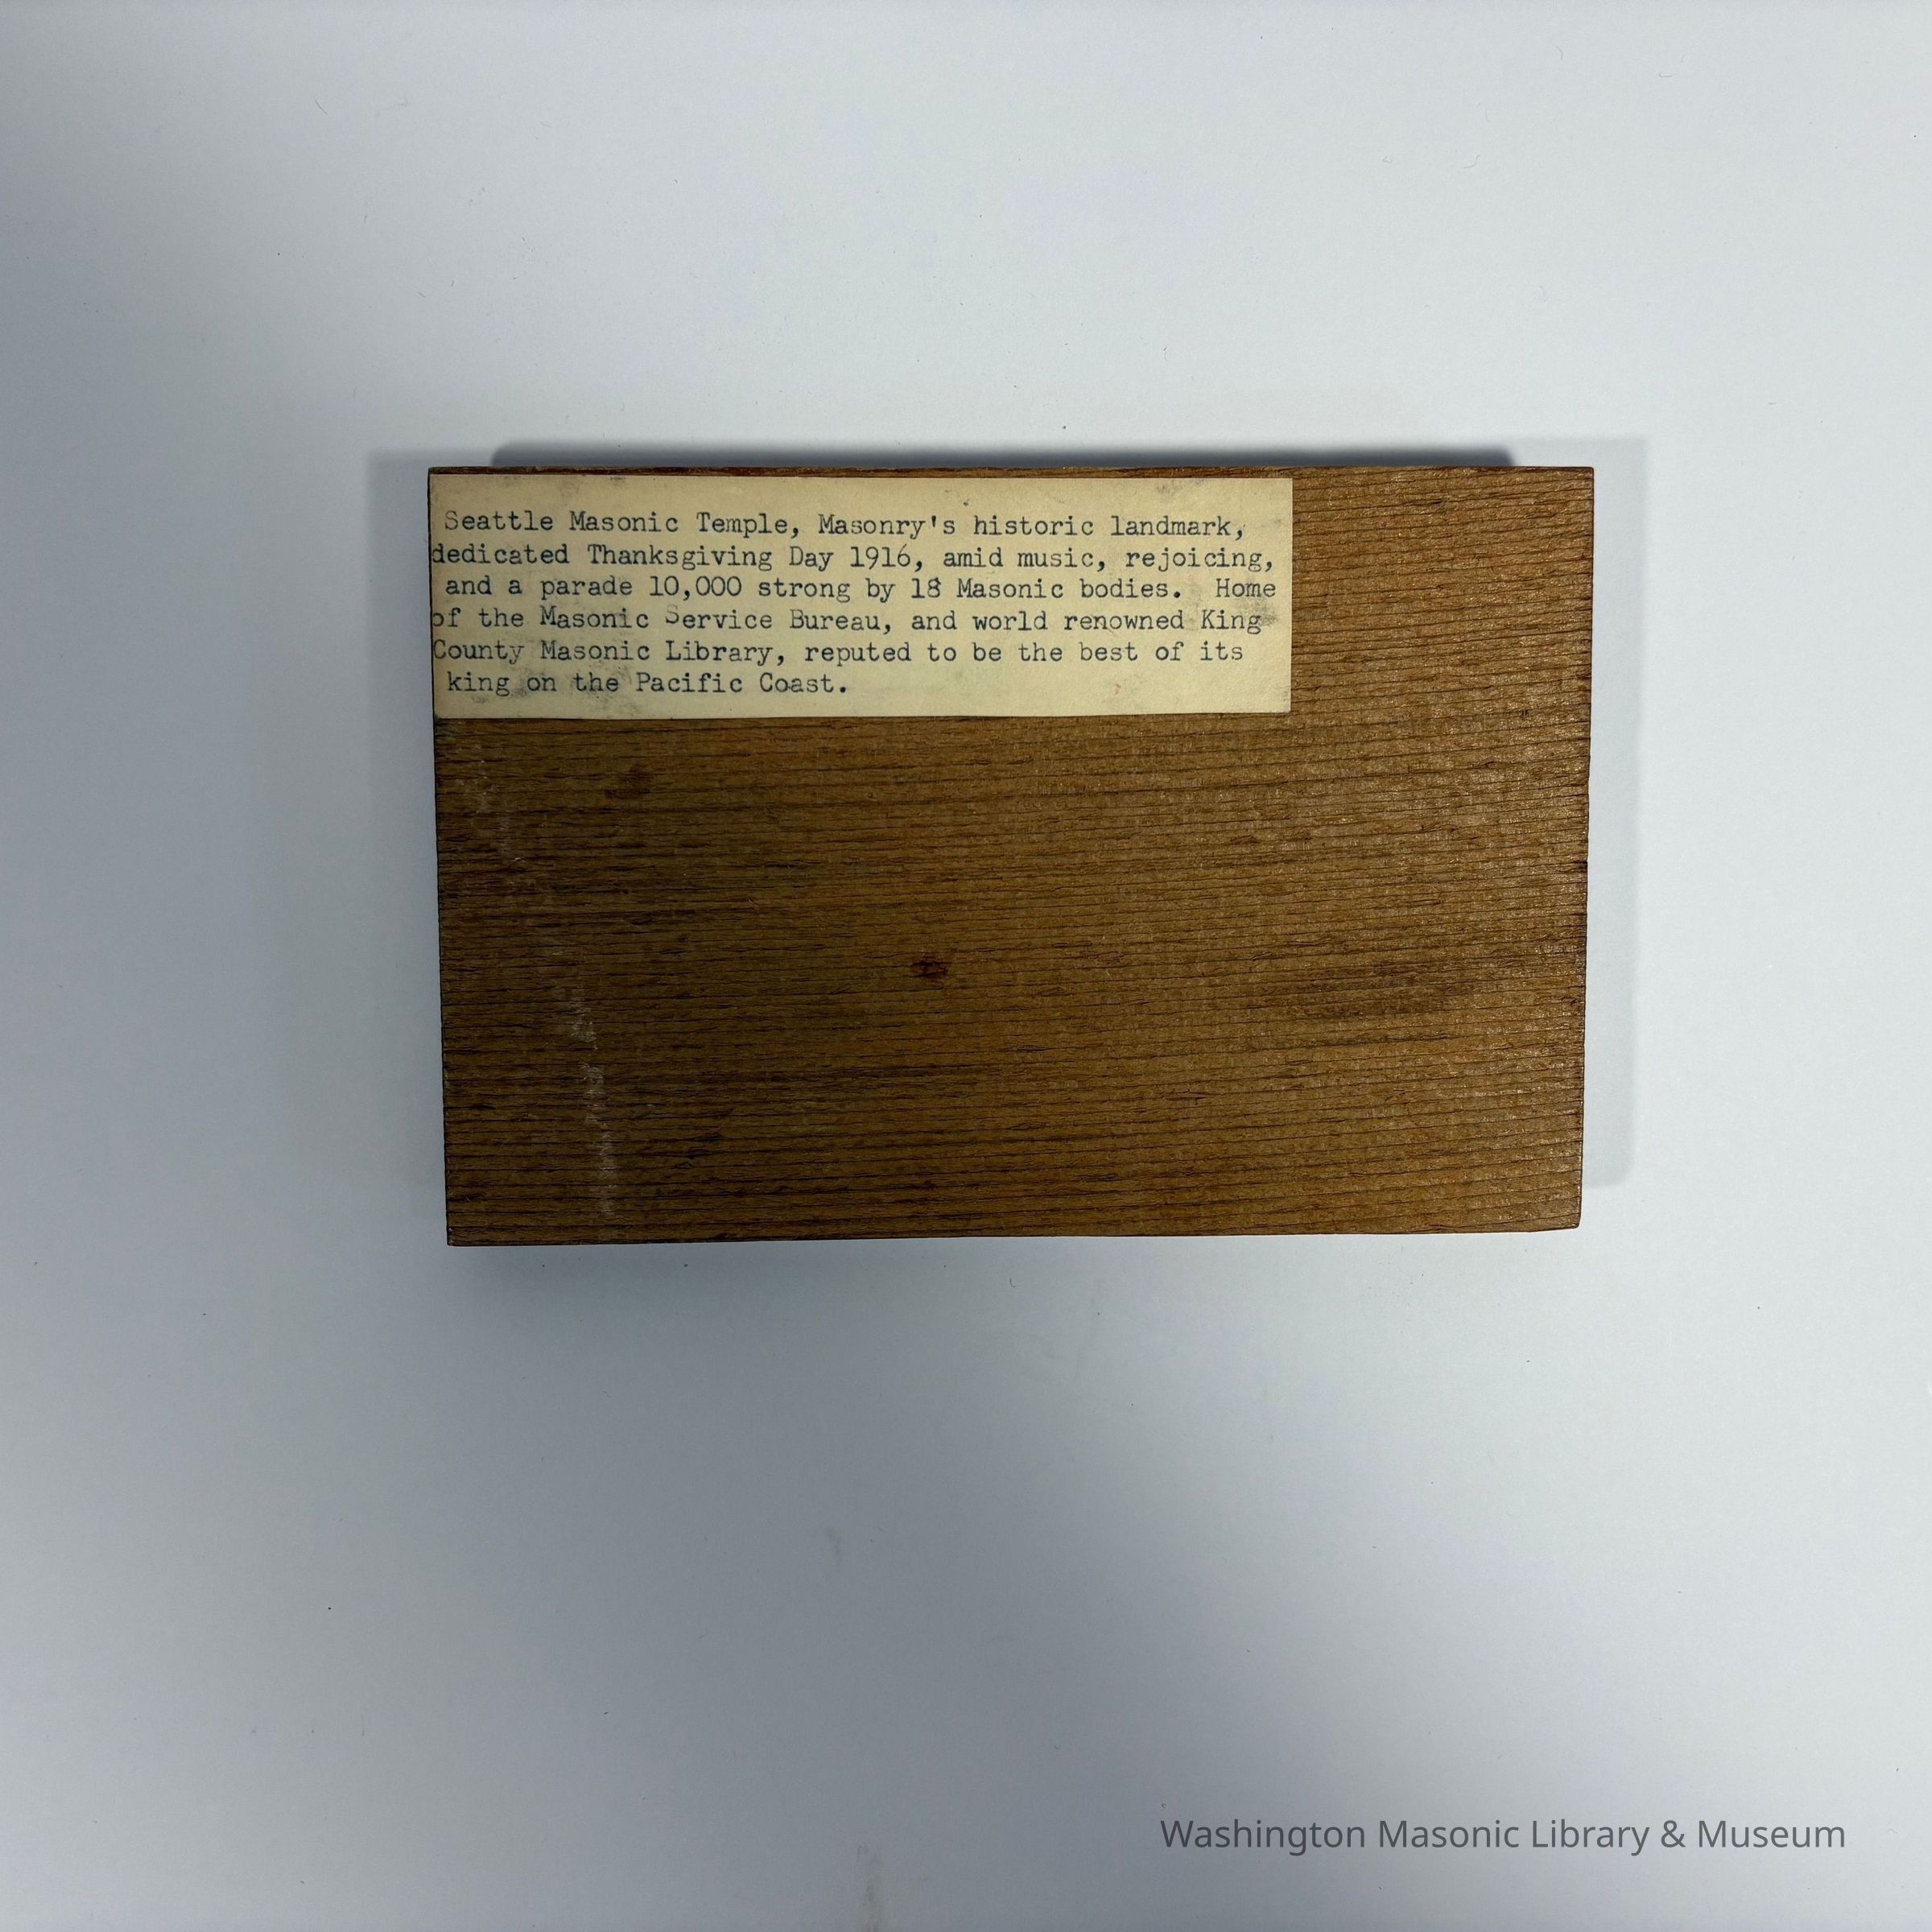 Seattle Masonic Temple, Masonry's historic landmark,
dedicated Thanksgiving Day 1916, amid music, rejoicing,
and a parade 10,000 strong by 18 Masonic bodies.  Home
of the Masonic Service Bureau, and world renowned King
County Masonic Library, reputed to be the best of its
king on the Pacific Coast.
Washington Masonic Library & Museum